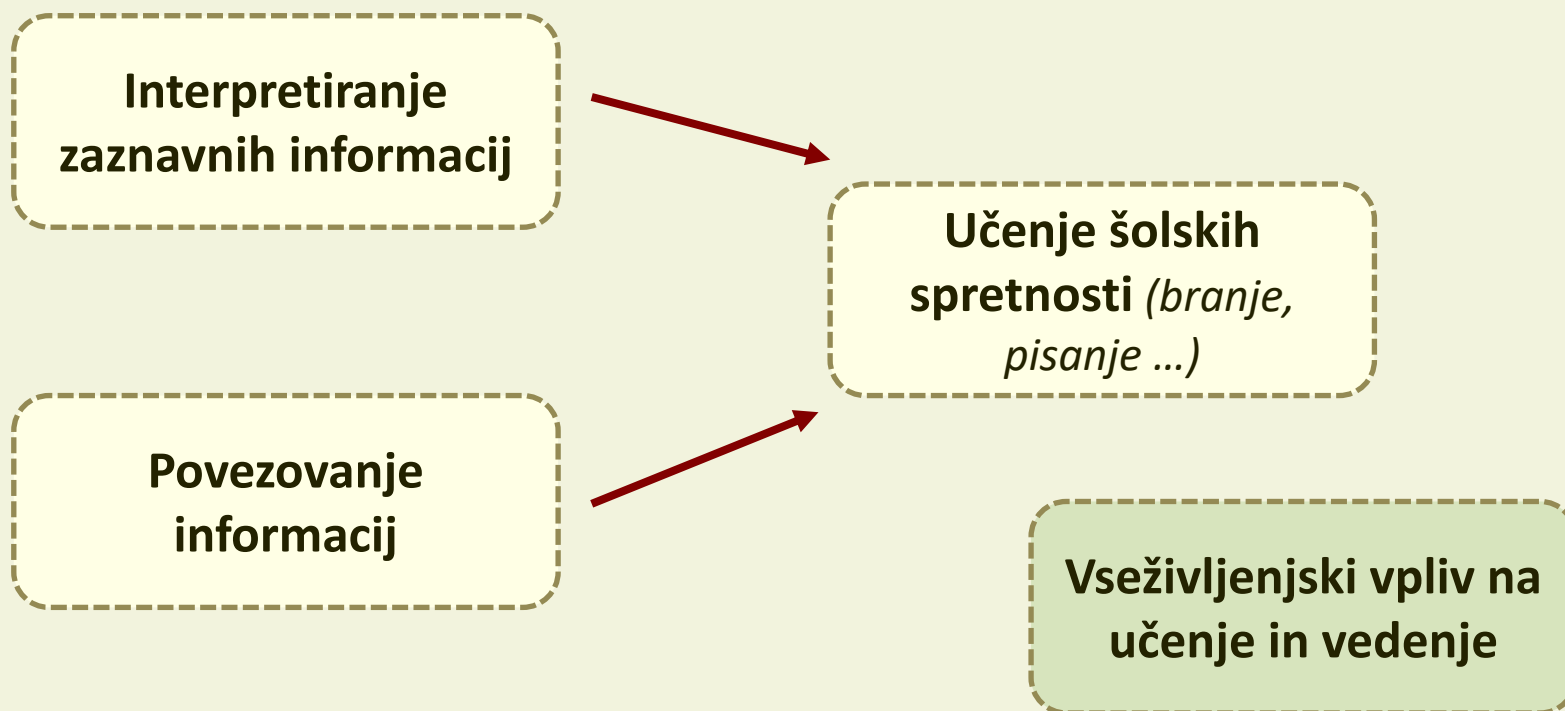 Interpretiranje
zaznavnih informacij
Učenje šolskih
spretnosti (branje,
pisanje …)
Povezovanje
informacij
Vseživljenjski vpliv na
učenje in vedenje